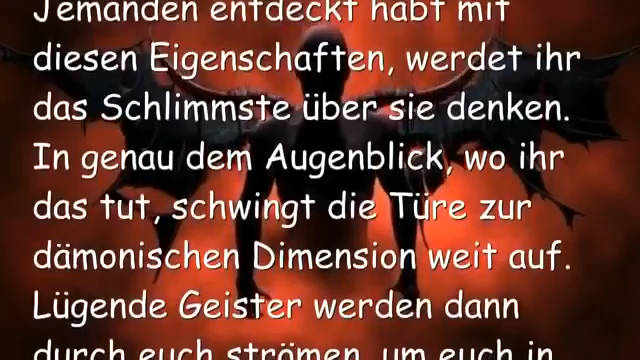 Jemanden entdeckt habt mit
diesen Eigenschaften, werdet ihr
das Schlimmste über sie denken.
In genau dem Augenblick, wo ihr
das tut, schwingt die Türe zur
dämonischen Dimension weit auf.
Lügende Geister werden dann
durch euch strömen, um euch in